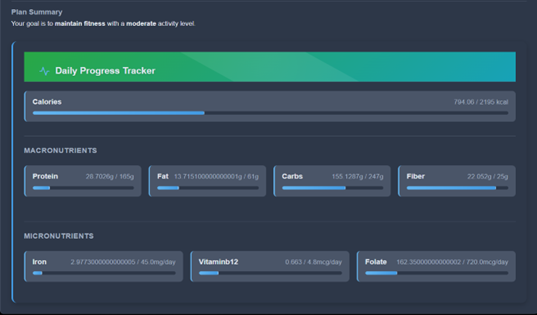 Plan Summary
Your goal is to maintain fitness with a moderate activity level.
Daily Progress Tracker
Calories 794.06 / 2195 kcal
MACRONUTRIENTS
Protein 26.7026g / 165g
Fat 13.715100000000001g / 61g
Carbs 155.1287g / 247g
Fiber 22.052g / 25g
MICRONUTRIENTS
Iron 2.9773000000000005 / 45.0mg/day
Vitaminb12 0.663 / 4.8mcg/day
Folate 162.35000000000002 / 720.0mcg/day